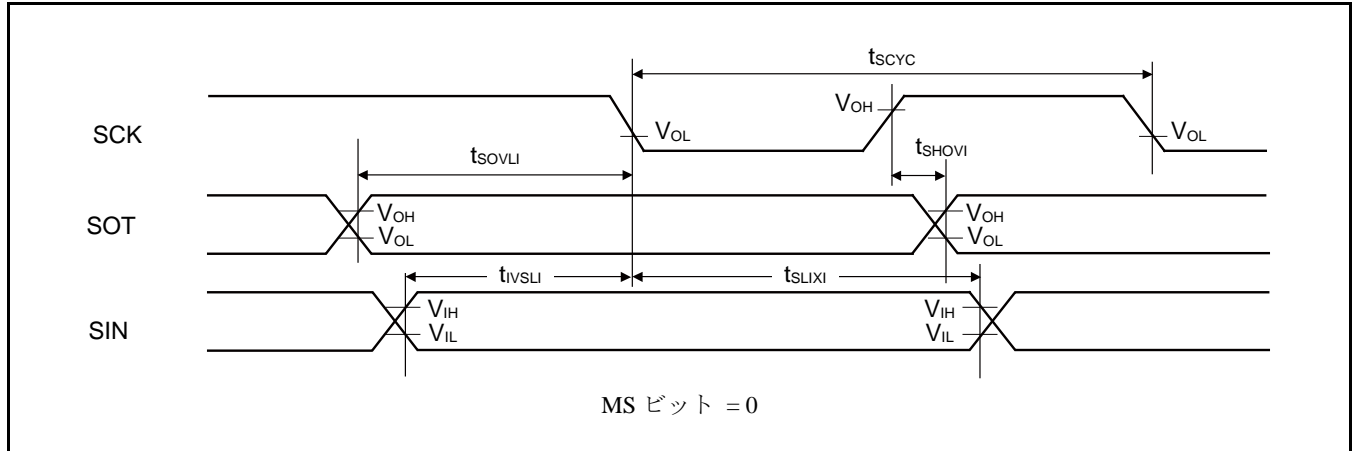 tSCYC
SCK
VOL
VOH
VOL
tSOVLI
tSHOVI
SOT
VOH
VOL
VOH
VOL
tIVSLI
tSLIXI
SIN
VIH
VIL
VIH
VIL
MS ビット = 0